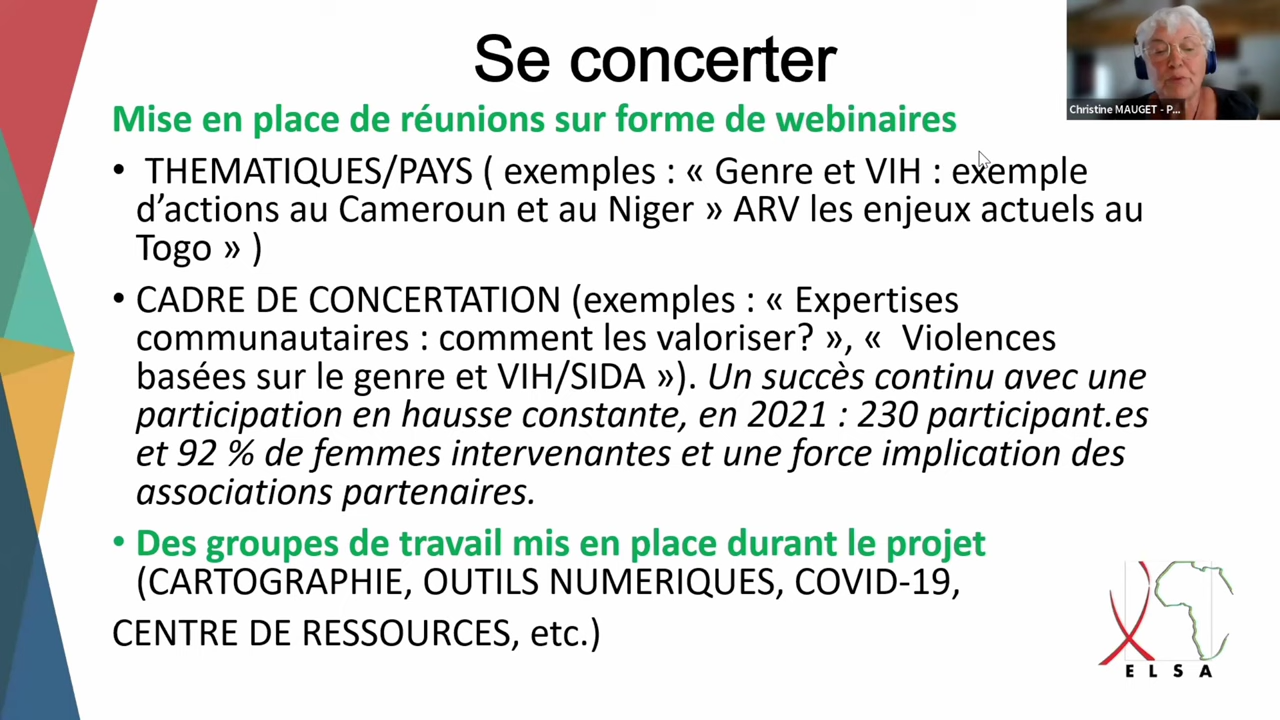 Se concerter
Christine MAUGET - P...
Mise en place de réunions sur forme de webinaires
• THEMATIQUES/PAYS ( exemples : « Genre et VIH : exemple
d’actions au Cameroun et au Niger » ARV les enjeux actuels au
Togo » )
• CADRE DE CONCERTATION (exemples : « Expertises
communautaires : comment les valoriser? », « Violences
basées sur le genre et VIH/SIDA »). Un succès continu avec une
participation en hausse constante, en 2021 : 230 participant.es
et 92 % de femmes intervenantes et une force implication des
associations partenaires.
• Des groupes de travail mis en place durant le projet
(CARTOGRAPHIE, OUTILS NUMERIQUES, COVID-19,
CENTRE DE RESSOURCES, etc.)
ELSA